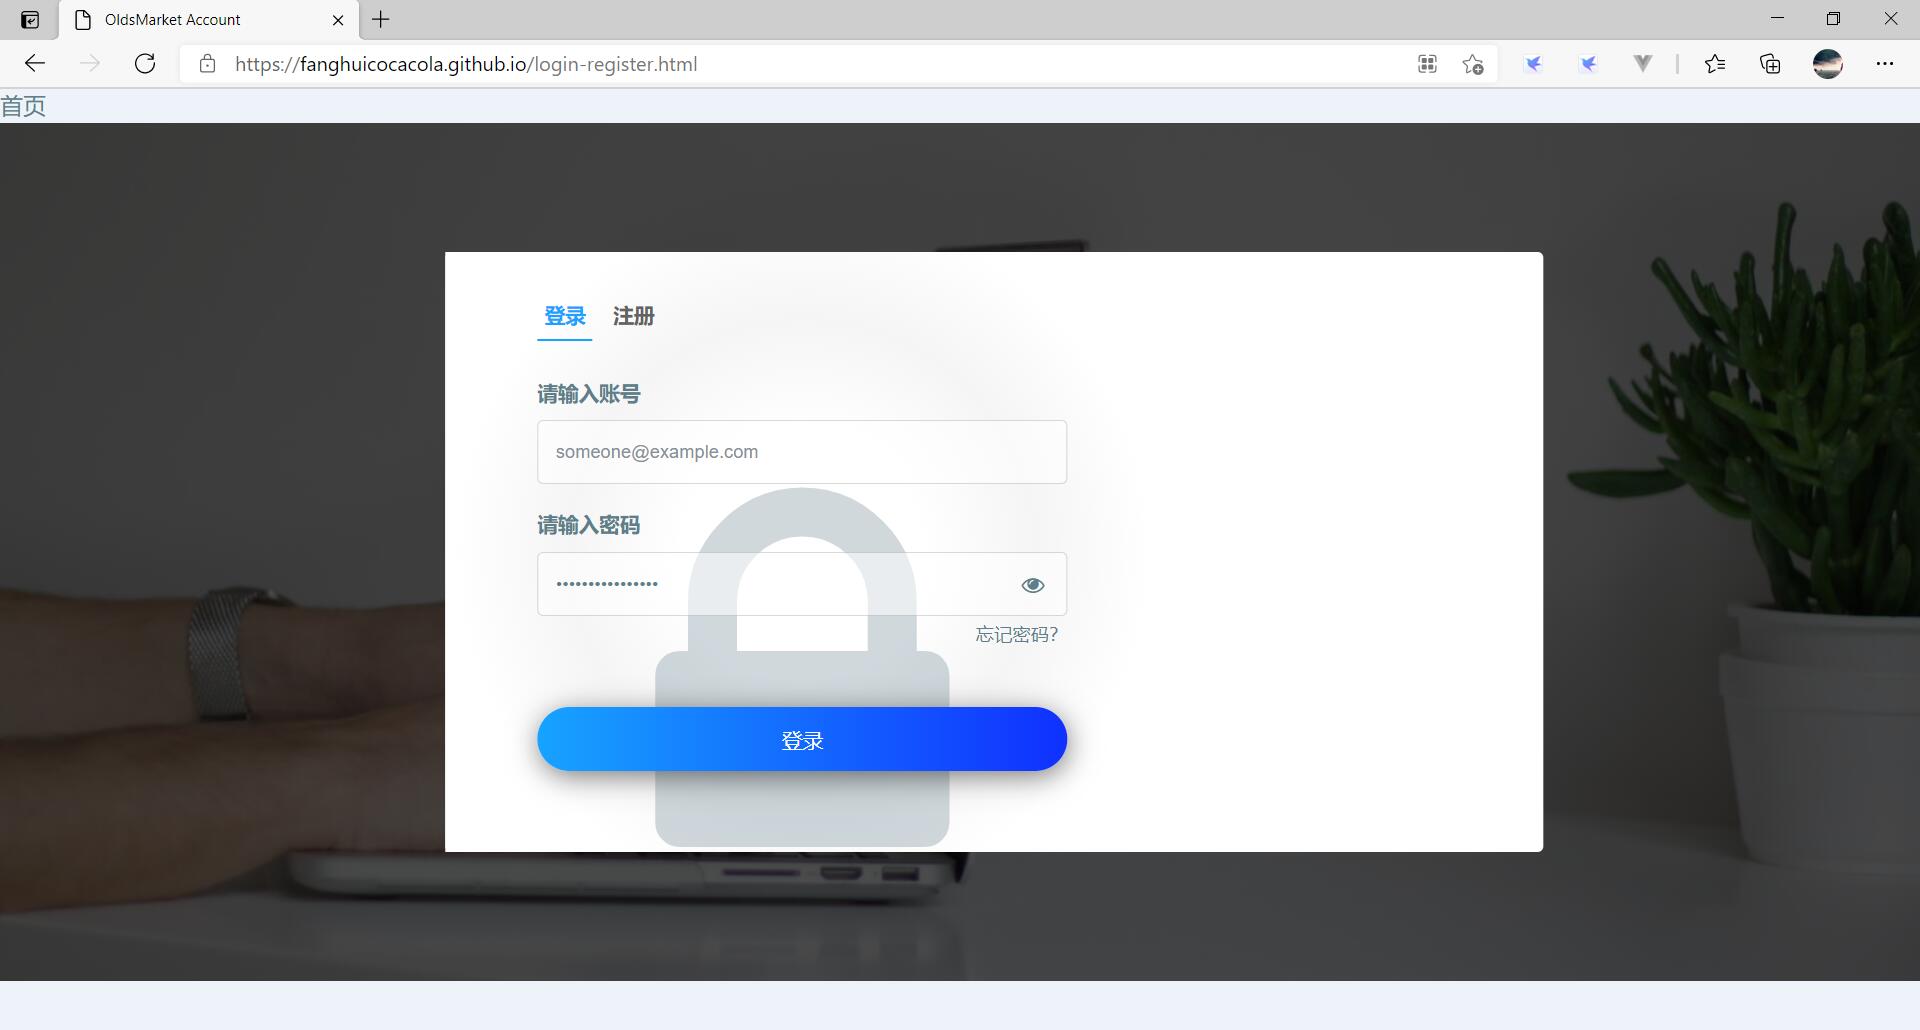 OldsMarket Account
https://fanghuicocacola.github.io/login-register.html
首页
登录 注册
请输入账号
someone@example.com
请输入密码
••••••••••••••••
忘记密码?
登录